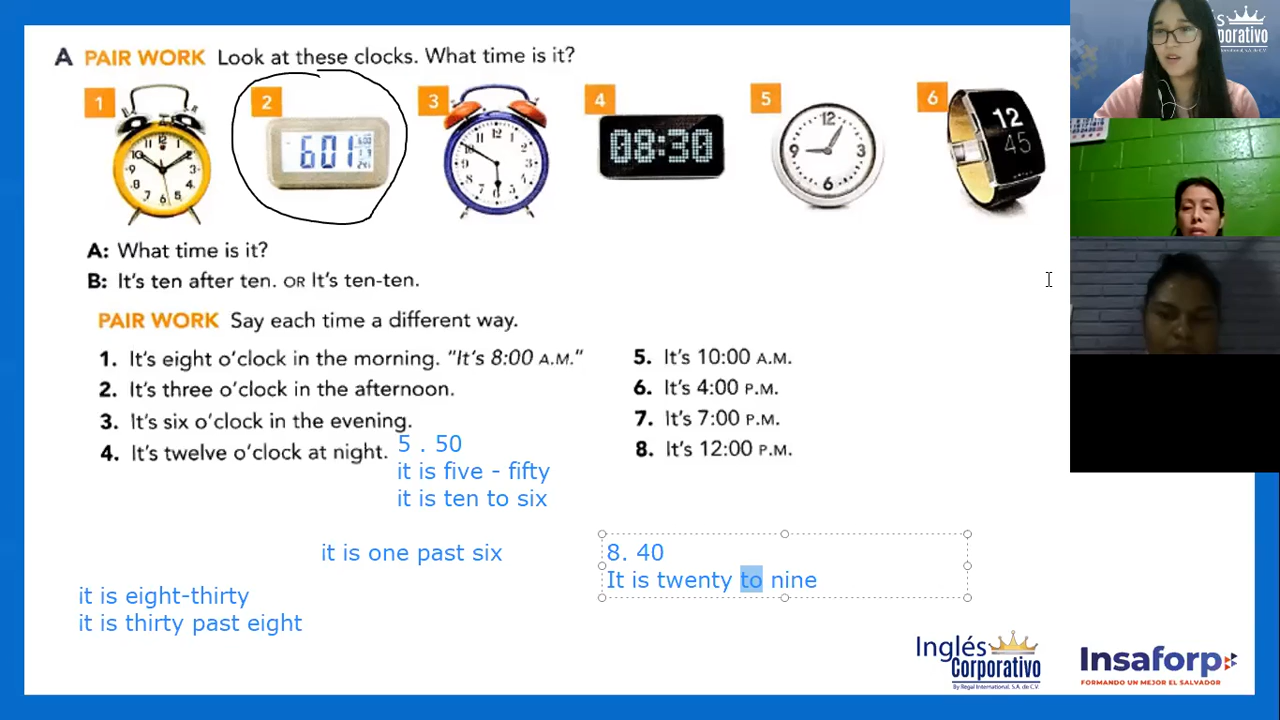 A PAIR WORK Look at these clocks. What time is it?
1 2 3 4 5 6
601
08:30
12
45
A: What time is it?
B: It's ten after ten. OR It's ten-ten.
PAIR WORK Say each time a different way.
1. It's eight o'clock in the morning. "It's 8:00 A.M."
2. It's three o'clock in the afternoon.
3. It's six o'clock in the evening.
4. It's twelve o'clock at night.
5. It's 10:00 A.M.
6. It's 4:00 P.M.
7. It's 7:00 P.M.
8. It's 12:00 P.M.
5 . 50
it is five - fifty
it is ten to six
it is one past six
8. 40
It is twenty to nine
it is eight-thirty
it is thirty past eight
Inglés
Corporativo
By Regal International, S.A. de C.V.
Insaforp
FORMANDO UN MEJOR EL SALVADOR